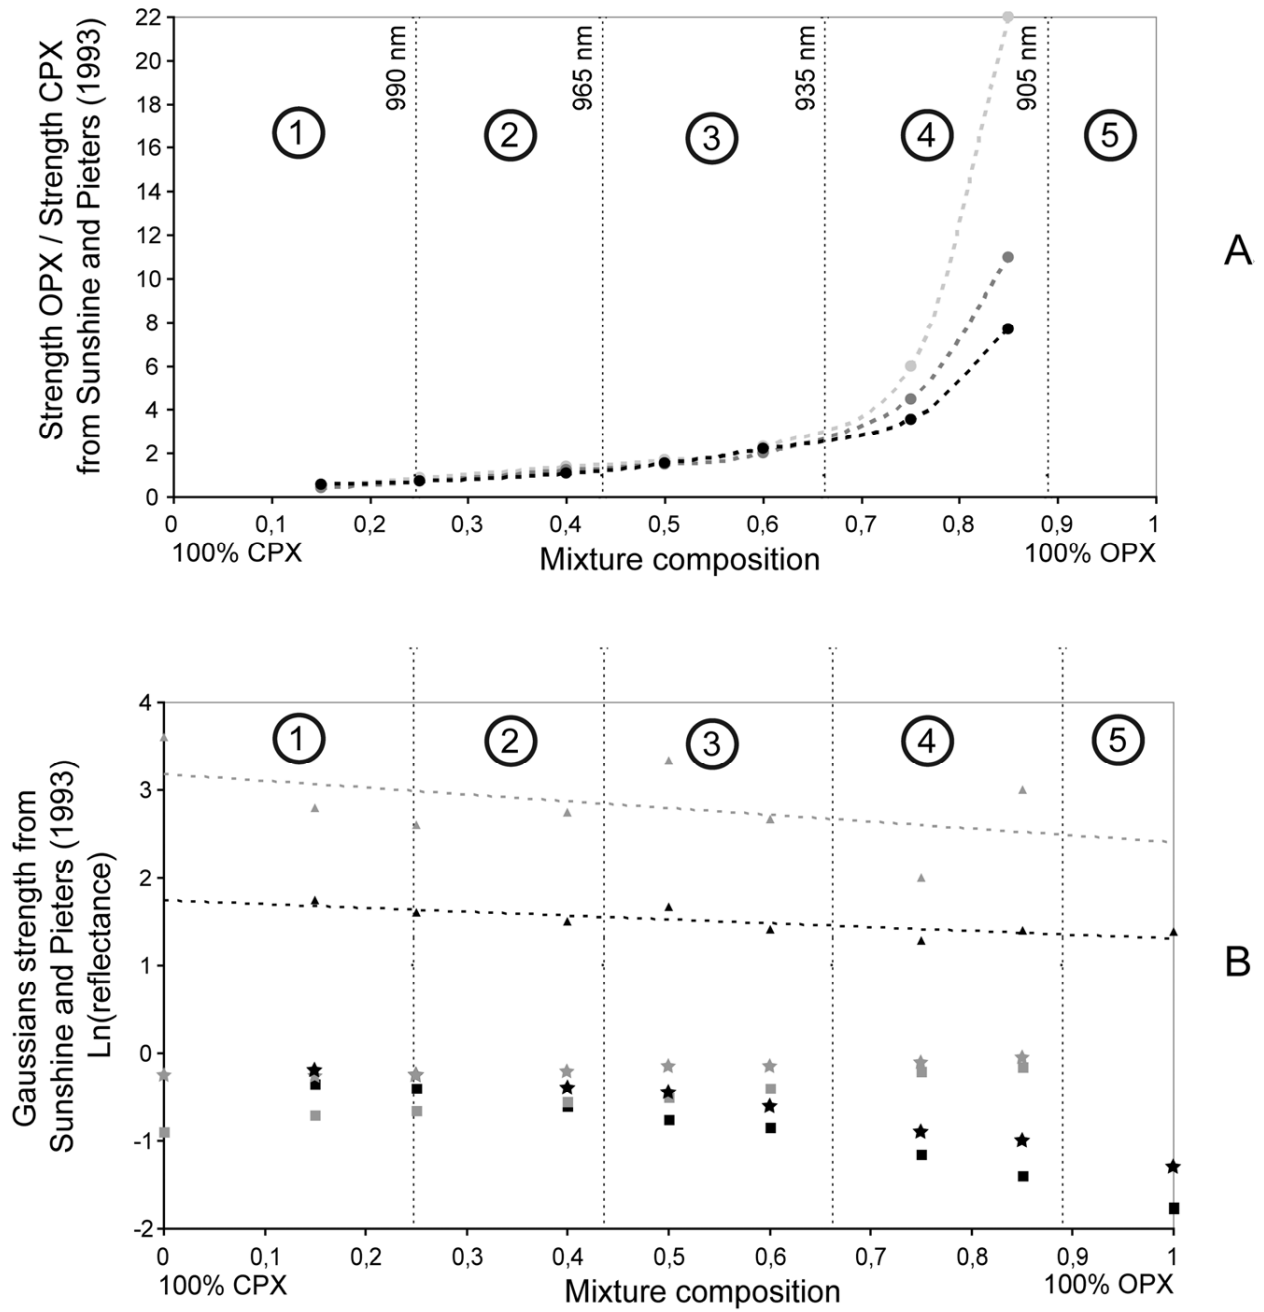 Strength OPX / Strength CPX
from Sunshine and Pieters (1993)
22
20
18
16
14
12
10
8
6
4
2
0
990 nm
965 nm
935 nm
905 nm
1
2
3
4
5
A
0 0,1 0,2 0,3 0,4 0,5 0,6 0,7 0,8 0,9 1
100% CPX Mixture composition 100% OPX
Gaussians strength from
Sunshine and Pieters (1993)
Ln(reflectance)
4
3
2
1
0
-1
-2
1
2
3
4
5
B
0 0,1 0,2 0,3 0,4 0,5 0,6 0,7 0,8 0,9 1
100% CPX Mixture composition 100% OPX